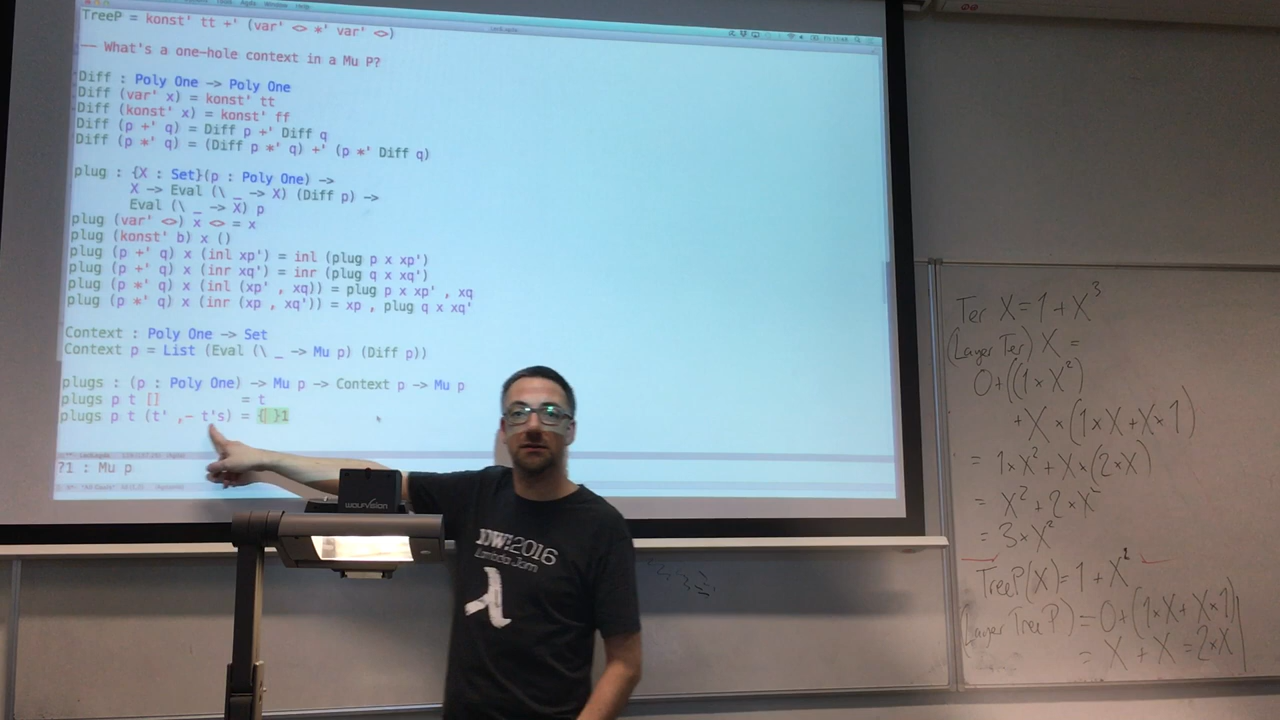 TreeP = konst' tt +' (var' <> *' var' <>)
-- What's a one-hole context in a Mu P?
Diff : Poly One -> Poly One
Diff (var' x) = konst' tt
Diff (konst' x) = konst' ff
Diff (p +' q) = Diff p +' Diff q
Diff (p *' q) = (Diff p *' q) +' (p *' Diff q)
plug : {X : Set}(p : Poly One) ->
X -> Eval (\ _ -> X) (Diff p) ->
Eval (\ _ -> X) p
plug (var' <>) x <> = x
plug (konst' b) x ()
plug (p +' q) x (inl xp') = inl (plug p x xp')
plug (p +' q) x (inr xq') = inr (plug q x xq')
plug (p *' q) x (inl (xp' , xq)) = plug p x xp' , xq
plug (p *' q) x (inr (xp , xq')) = xp , plug q x xq'
Context : Poly One -> Set
Context p = List (Eval (\ _ -> Mu p) (Diff p))
plugs : (p : Poly One) -> Mu p -> Context p -> Mu p
plugs p t [] = t
plugs p t (t' ,- t's) = { }1
?1 : Mu p
wolfvision
2016
Lambda Jam
Ter X = 1 + X³
(Layer Ter) X =
0 + ((1 × X²)
+ X × (1 × X + X × 1)
= 1 × X² + X × (2 × X)
= X² + 2 × X²
= 3 × X²
TreeP(X) = 1 + X²
(Layer TreeP) = 0 + (1 × X + X × 1)
= X + X = 2 × X